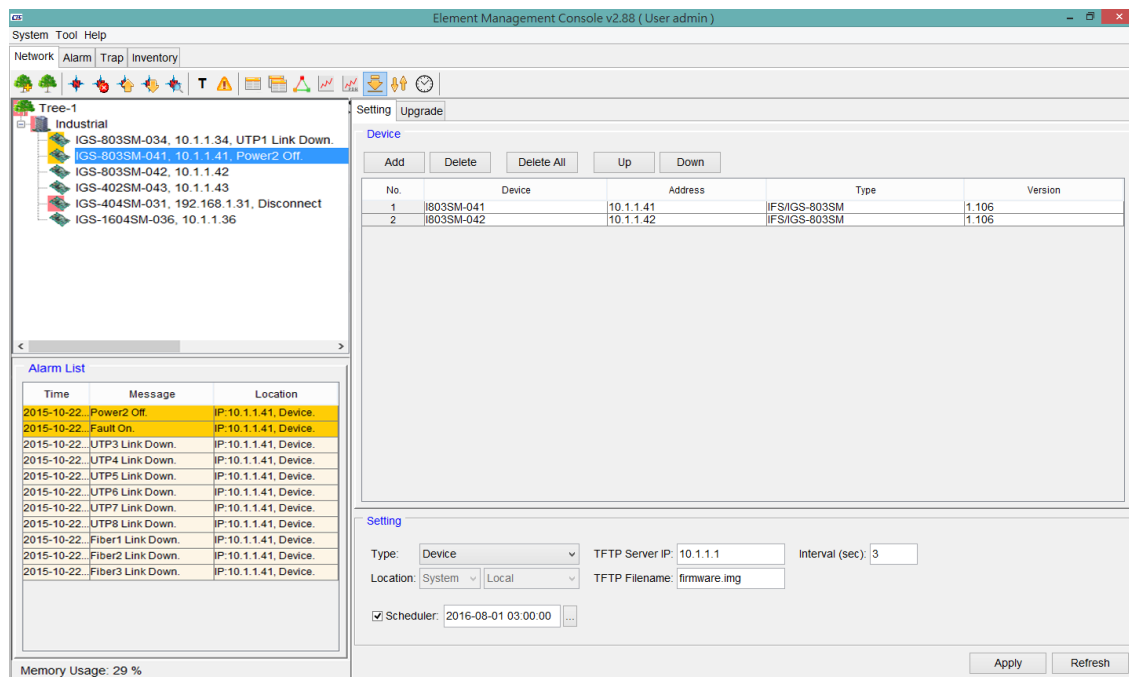 Element Management Console v2.88 ( User admin )
System Tool Help
Network Alarm Trap Inventory
T
Tree-1
Industrial
IGS-803SM-034, 10.1.1.34, UTP1 Link Down.
IGS-803SM-041, 10.1.1.41, Power2 Off.
IGS-803SM-042, 10.1.1.42
IGS-402SM-043, 10.1.1.43
IGS-404SM-031, 192.168.1.31, Disconnect
IGS-1604SM-036, 10.1.1.36
Alarm List
Time Message Location
2015-10-22... Power2 Off. IP:10.1.1.41, Device.
2015-10-22... Fault On. IP:10.1.1.41, Device.
2015-10-22... UTP3 Link Down. IP:10.1.1.41, Device.
2015-10-22... UTP4 Link Down. IP:10.1.1.41, Device.
2015-10-22... UTP5 Link Down. IP:10.1.1.41, Device.
2015-10-22... UTP6 Link Down. IP:10.1.1.41, Device.
2015-10-22... UTP7 Link Down. IP:10.1.1.41, Device.
2015-10-22... UTP8 Link Down. IP:10.1.1.41, Device.
2015-10-22... Fiber1 Link Down. IP:10.1.1.41, Device.
2015-10-22... Fiber2 Link Down. IP:10.1.1.41, Device.
2015-10-22... Fiber3 Link Down. IP:10.1.1.41, Device.
Memory Usage: 29 %
Setting Upgrade
Device
Add Delete Delete All Up Down
No. Device Address Type Version
1 I803SM-041 10.1.1.41 IFS/IGS-803SM 1.106
2 I803SM-042 10.1.1.42 IFS/IGS-803SM 1.106
Setting
Type: Device TFTP Server IP: 10.1.1.1 Interval (sec): 3
Location: System Local TFTP Filename: firmware.img
Scheduler: 2016-08-01 03:00:00 ...
Apply Refresh